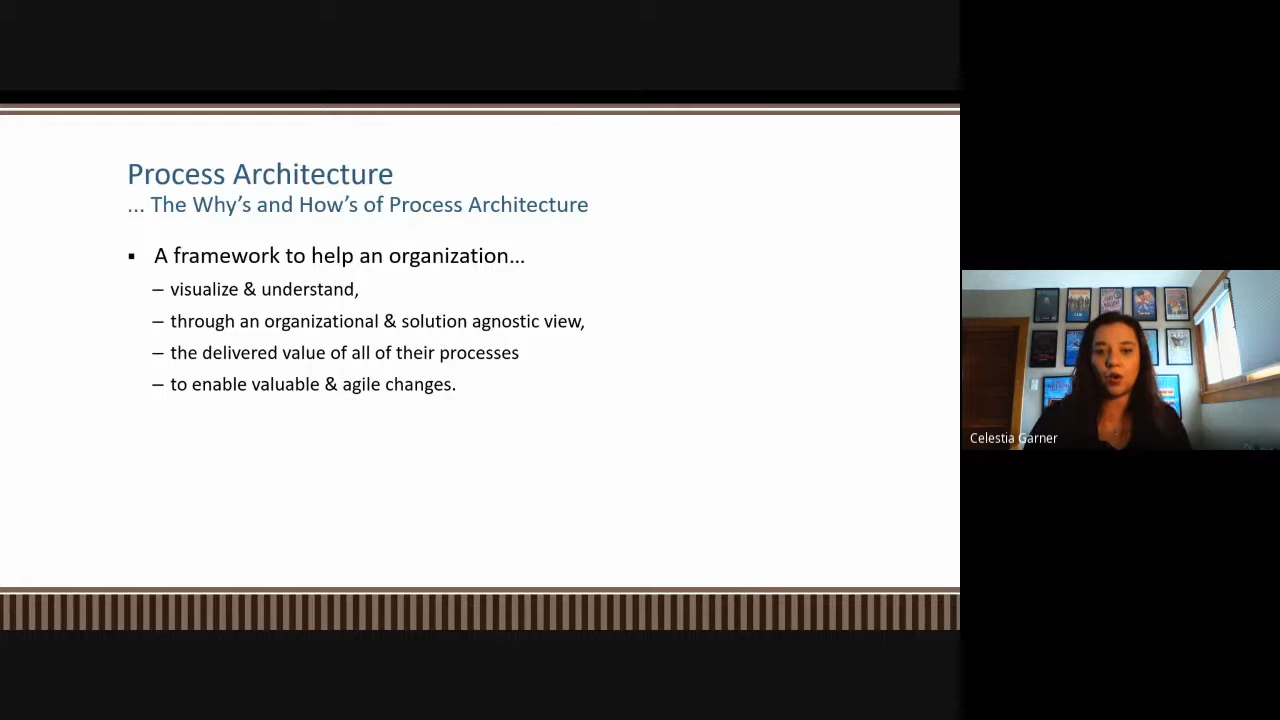 Process Architecture
... The Why’s and How’s of Process Architecture
▪ A framework to help an organization…
– visualize & understand,
– through an organizational & solution agnostic view,
– the delivered value of all of their processes
– to enable valuable & agile changes.
Celestia Garner